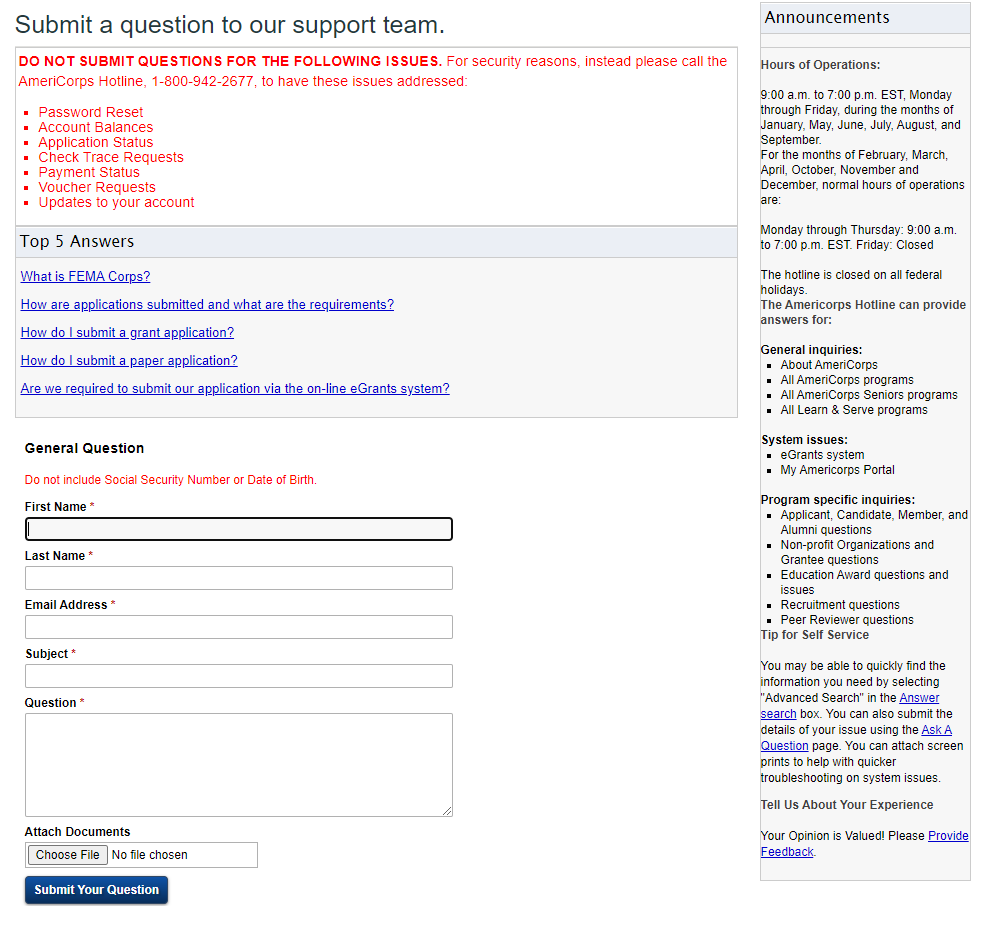 Submit a question to our support team.
DO NOT SUBMIT QUESTIONS FOR THE FOLLOWING ISSUES. For security reasons, instead please call the
AmeriCorps Hotline, 1-800-942-2677, to have these issues addressed:
Password Reset
Account Balances
Application Status
Check Trace Requests
Payment Status
Voucher Requests
Updates to your account
Top 5 Answers
What is FEMA Corps?
How are applications submitted and what are the requirements?
How do I submit a grant application?
How do I submit a paper application?
Are we required to submit our application via the on-line eGrants system?
General Question
Do not include Social Security Number or Date of Birth.
First Name *
Last Name *
Email Address *
Subject *
Question *
Attach Documents
Choose File No file chosen
Submit Your Question
Announcements
Hours of Operations:
9:00 a.m. to 7:00 p.m. EST, Monday
through Friday, during the months of
January, May, June, July, August, and
September.
For the months of February, March,
April, October, November and
December, normal hours of operations
are:
Monday through Thursday: 9:00 a.m.
to 7:00 p.m. EST. Friday: Closed
The hotline is closed on all federal
holidays.
The Americorps Hotline can provide
answers for:
General inquiries:
About AmeriCorps
All AmeriCorps programs
All AmeriCorps Seniors programs
All Learn & Serve programs
System issues:
eGrants system
My Americorps Portal
Program specific inquiries:
Applicant, Candidate, Member, and
Alumni questions
Non-profit Organizations and
Grantee questions
Education Award questions and
issues
Recruitment questions
Peer Reviewer questions
Tip for Self Service
You may be able to quickly find the
information you need by selecting
"Advanced Search" in the Answer
search box. You can also submit the
details of your issue using the Ask A
Question page. You can attach screen
prints to help with quicker
troubleshooting on system issues.
Tell Us About Your Experience
Your Opinion is Valued! Please Provide
Feedback.